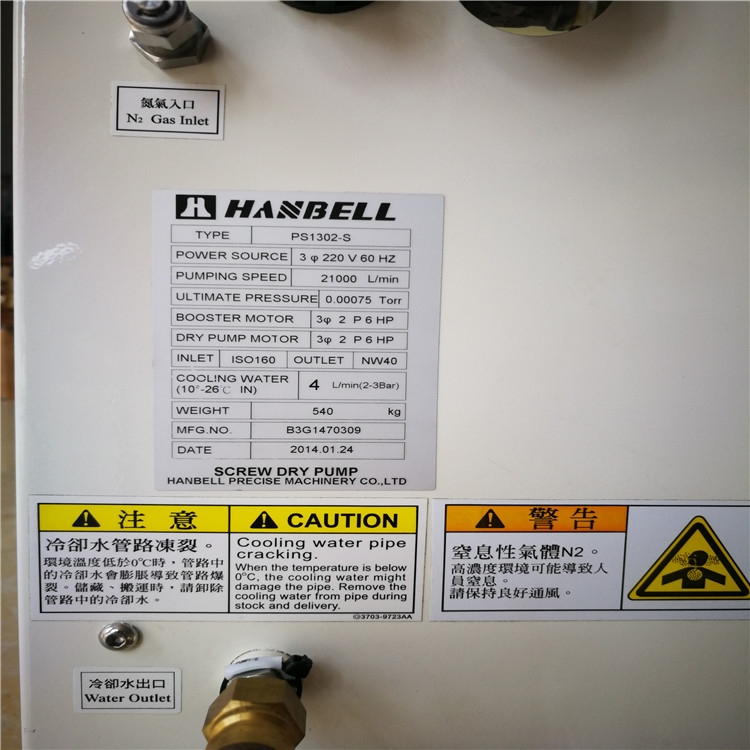 氮氣入口
N₂ Gas Inlet
H HANBELL
TYPE PS1302-S
POWER SOURCE 3 φ 220 V 60 HZ
PUMPING SPEED 21000 L/min
ULTIMATE PRESSURE 0.00075 Torr
BOOSTER MOTOR 3φ 2 P 6 HP
DRY PUMP MOTOR 3φ 2 P 6 HP
INLET ISO160 OUTLET NW40
COOLING WATER
(10°-26℃ IN) 4 L/min(2-3Bar)
WEIGHT 540 kg
MFG.NO. B3G1470309
DATE 2014.01.24
SCREW DRY PUMP
HANBELL PRECISE MACHINERY CO.,LTD
注意
冷卻水管路凍裂。
環境溫度低於0°C時，管路中
的冷卻水會膨脹導致管路爆
裂。儲藏、搬運時，請卸除
管路中的冷卻水。
CAUTION
Cooling water pipe
cracking.
When the temperature is below
0°C, the cooling water might
damage the pipe. Remove the
cooling water from pipe during
stock and delivery.
G3703-9723AA
警告
窒息性氣體N2。
高濃度環境可能導致人
員窒息。
請保持良好通風。
冷卻水出口
Water Outlet